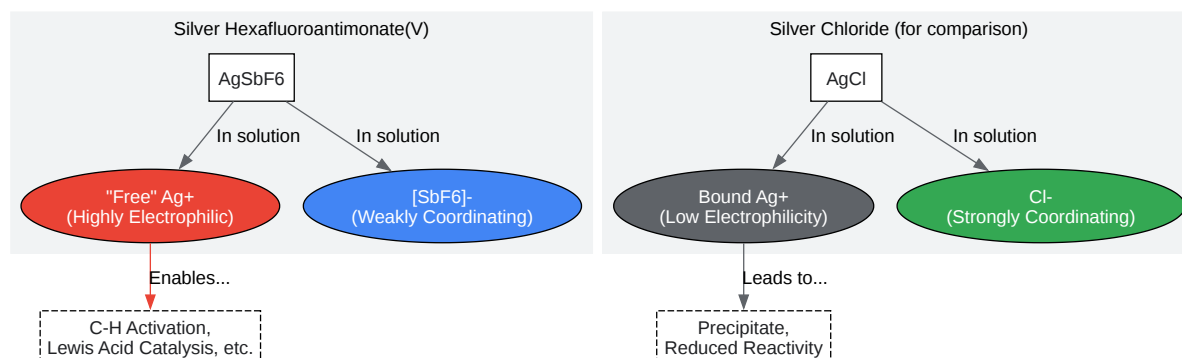 Silver Hexafluoroantimonate(V)
AgSbF6
In solution
In solution
"Free" Ag+
(Highly Electrophilic)
[SbF6]-
(Weakly Coordinating)
Enables...
C-H Activation,
Lewis Acid Catalysis, etc.
Silver Chloride (for comparison)
AgCl
In solution
In solution
Bound Ag+
(Low Electrophilicity)
Cl-
(Strongly Coordinating)
Leads to...
Precipitate,
Reduced Reactivity